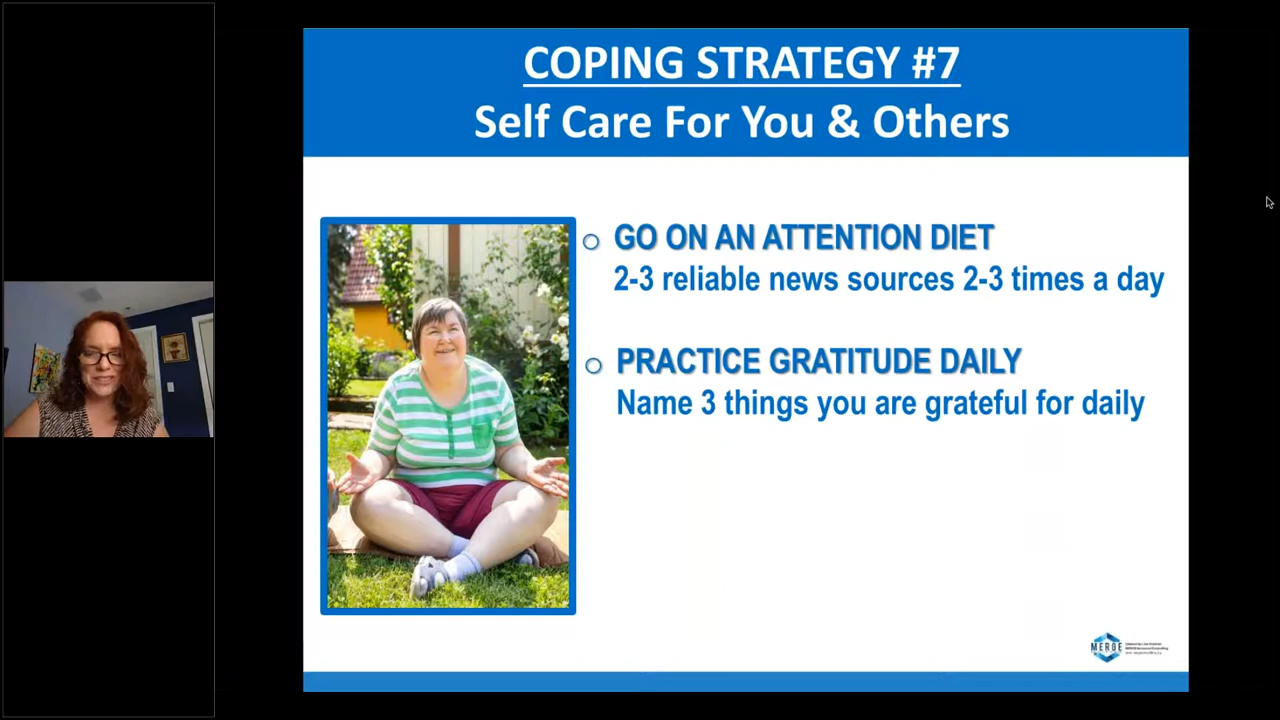 COPING STRATEGY #7
Self Care For You & Others
GO ON AN ATTENTION DIET
2-3 reliable news sources 2-3 times a day
PRACTICE GRATITUDE DAILY
Name 3 things you are grateful for daily
MERGE